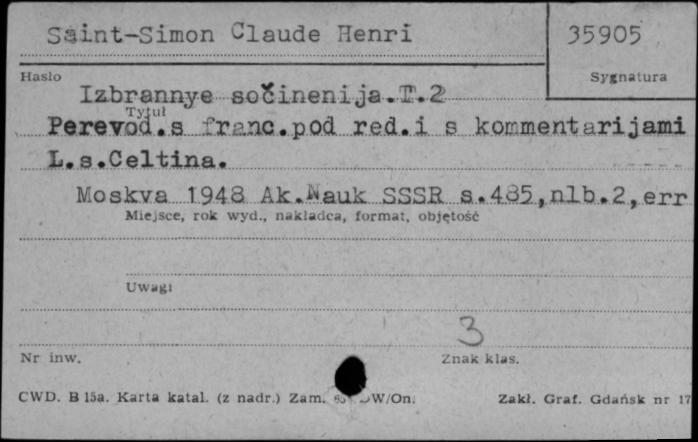 Saint-Simon Claude Henri 35905
Hasło Sygnatura
Izbrannye sočinenija.T.2
Tytuł
Perevod.s franc.pod red.i s kommentarijami
L.s.Celtina.
Moskva 1948 Ak.Nauk SSSR s.485,nlb.2,err
Miejsce, rok wyd., nakładca, format, objętość
Uwagi
3
Nr inw. Znak klas.
CWD. B 15a. Karta katal. (z nadr.) Zam. DW/On. Zakł. Graf. Gdańsk nr 17